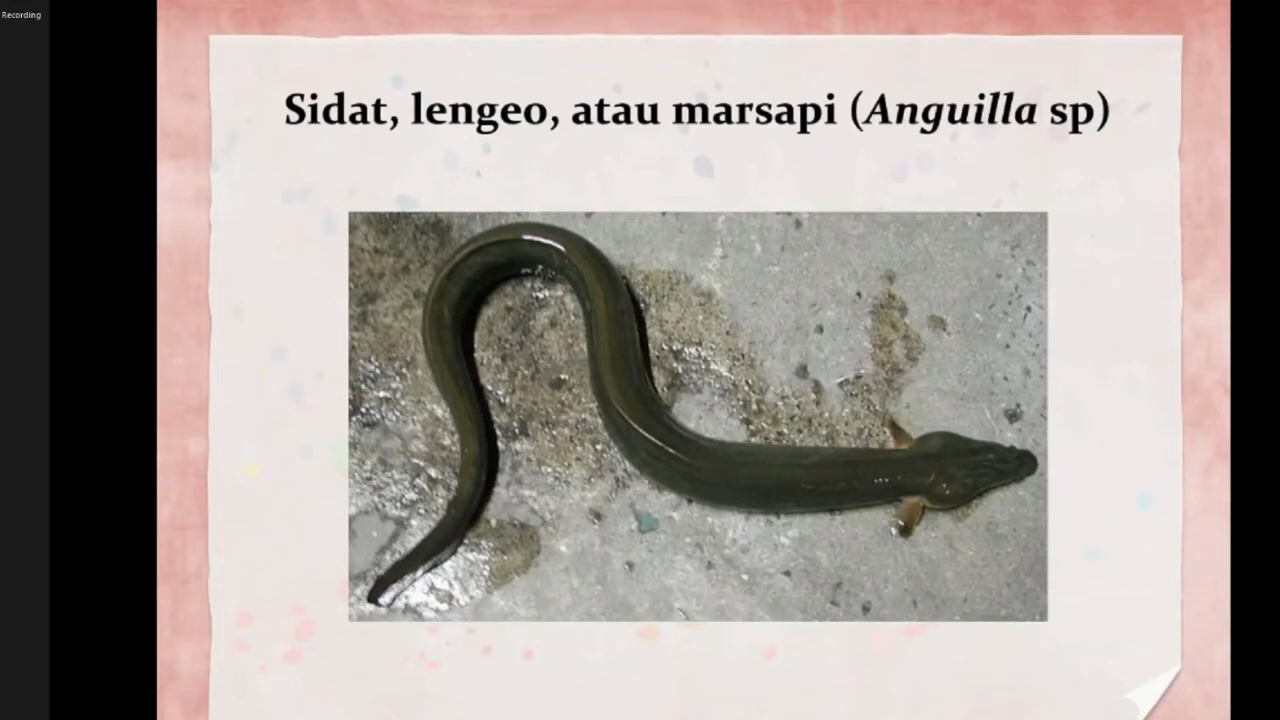 Recording
Sidat, lengeo, atau marsapi (Anguilla sp)